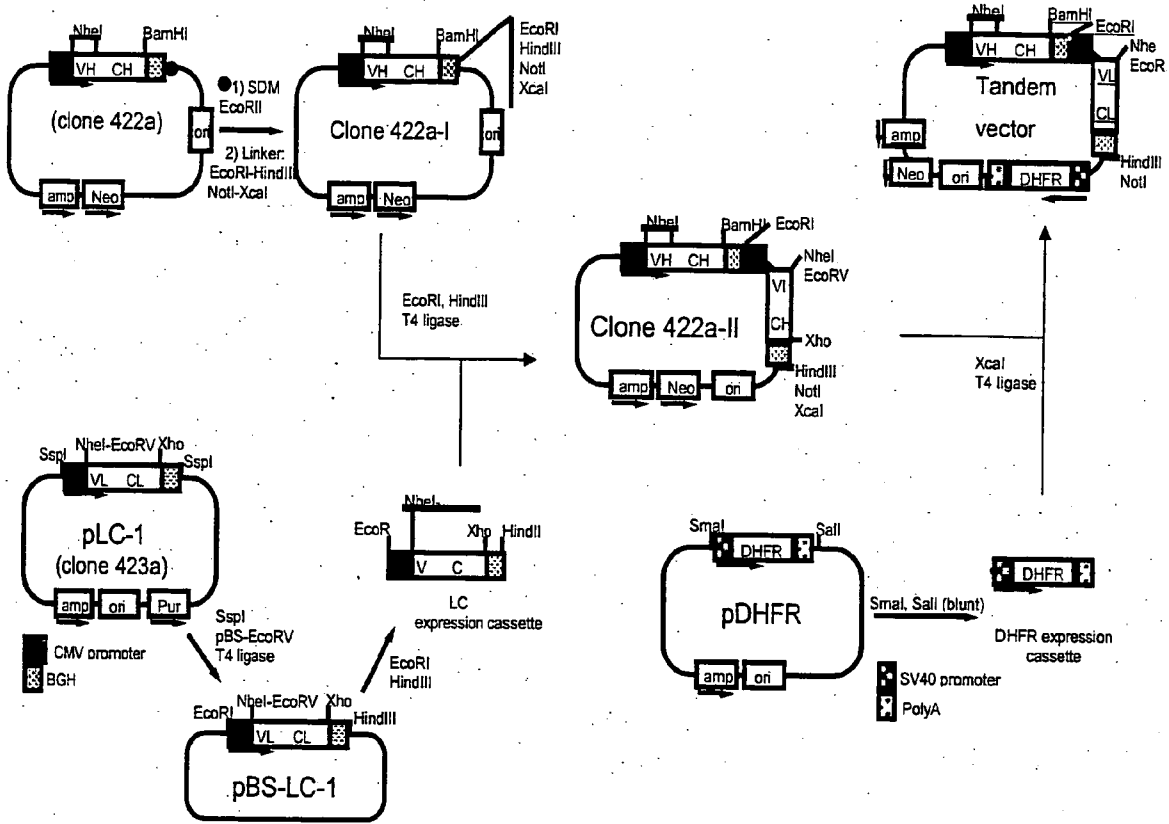 NheI
BamHI
VH CH
(clone 422a)
ori
amp
Neo
1) SDM
EcoRII
2) Linker:
EcoRI-HindII
NotI-XcaI
NheI
BamHI
EcoRI
HindIII
NotI
XcaI
VH CH
Clone 422a-I
ori
amp
Neo
EcoRI, HindIII
T4 ligase
NheI
BamHI
EcoRI
VH CH
NheI
EcoRV
VI
CH
Xho
Clone 422a-II
HindIII
NotI
XcaI
amp
Neo
ori
NheI
BamHI
EcoRI
VH CH
Nhe
EcoR
VL
CL
Tandem
vector
amp
Neo
ori
DHFR
HindIII
NotI
XcaI
T4 ligase
NheI-EcoRV
Xho
SspI
SspI
VL CL
pLC-1
(clone 423a)
amp
ori
Pur
CMV promoter
BGH
SspI
pBS-EcoRV
T4 ligase
EcoRI
NheI-EcoRV
Xho
HindIII
VL CL
pBS-LC-1
EcoRI
HindIII
NheI-
EcoR
Xho
HindII
V C
LC
expression cassette
SmaI
SalI
DHFR
pDHFR
amp
ori
SmaI, SalI (blunt)
DHFR
DHFR expression
cassette
SV40 promoter
PolyA